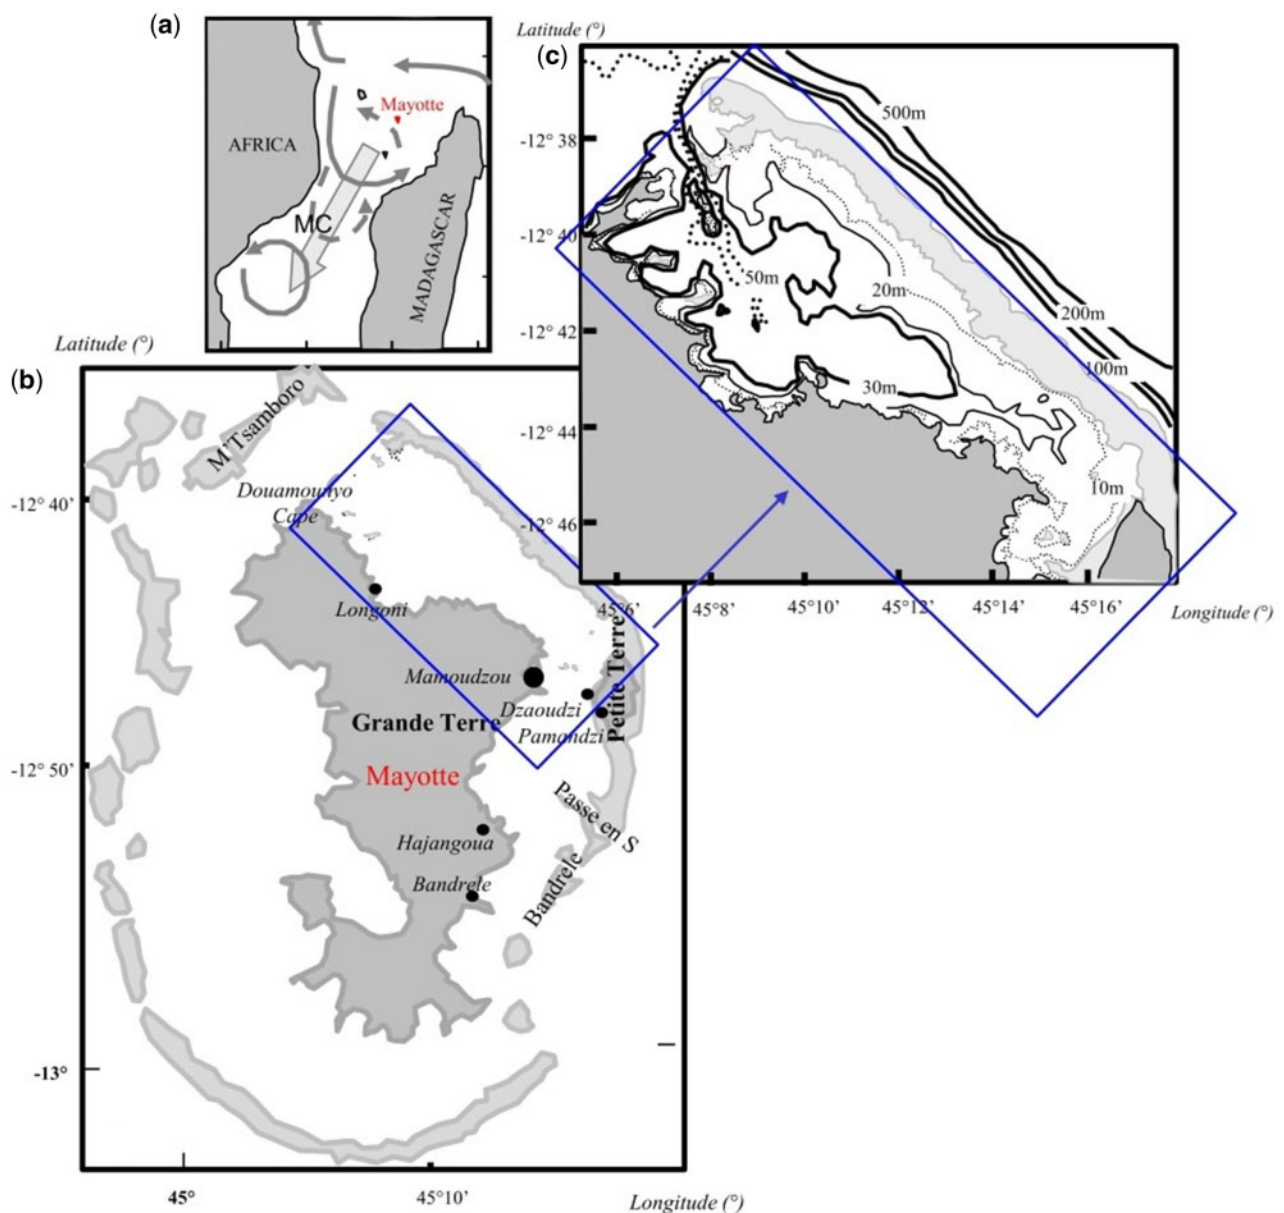 (a)
Mayotte
AFRICA
MC
MADAGASCAR
Latitude (°)
(c)
Latitude (°)
500m
-12° 38
-12° 40
50m
20m
200m
-12° 42
100m
30m
-12° 44
10m
-12° 46
45°6’
45°8’
45°10’
45°12’
45°14’
45°16’
Longitude (°)
(b)
M’Tsamboro
Douamounyo
Cape
-12° 40’
Longoni
Mamoudzou
Petite Terre
Dzaoudzi
Grande Terre
Pamandzi
-12° 50’
Mayotte
Passe en S
Hajangoua
Bandrele
Bandrele
-13°
45°
45°10’
Longitude (°)